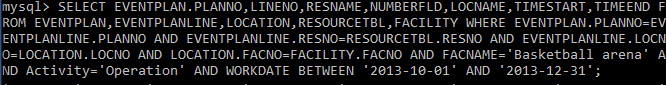 mysql> SELECT EVENTPLAN.PLANNO,LINENO,RESNAME,NUMBERFLD,LOCNAME,TIMESTART,TIMEEND F
ROM EVENTPLAN,EVENTPLANLINE,LOCATION,RESOURCETBL,FACILITY WHERE EVENTPLAN.PLANNO=EV
ENTPLANLINE.PLANNO AND EVENTPLANLINE.RESNO=RESOURCETBL.RESNO AND EVENTPLANLINE.LOCN
O=LOCATION.LOCNO AND LOCATION.FACNO=FACILITY.FACNO AND FACNAME='Basketball arena' A
ND Activity='Operation' AND WORKDATE BETWEEN '2013-10-01' AND '2013-12-31';